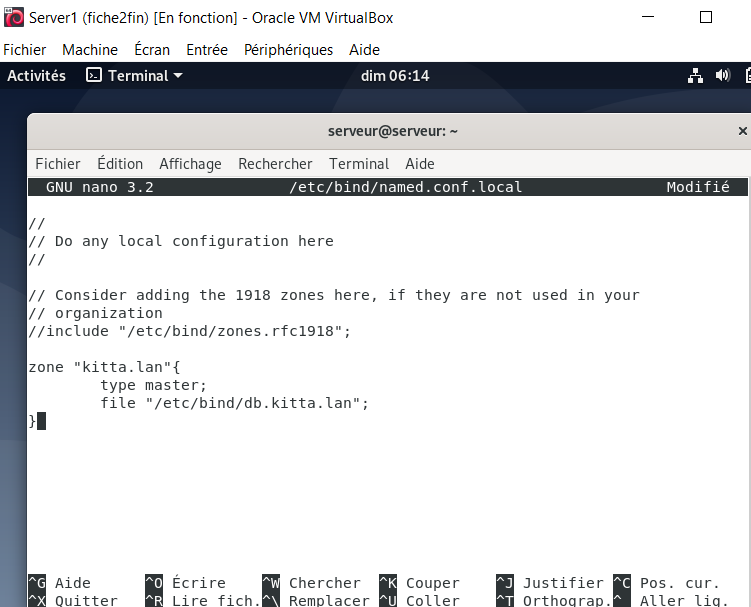 Server1 (fiche2fin) [En fonction] - Oracle VM VirtualBox
Fichier Machine Écran Entrée Périphériques Aide
Activités Terminal dim 06:14
serveur@serveur: ~
Fichier Édition Affichage Rechercher Terminal Aide
GNU nano 3.2 /etc/bind/named.conf.local Modifié
//
// Do any local configuration here
//
// Consider adding the 1918 zones here, if they are not used in your
// organization
//include "/etc/bind/zones.rfc1918";
zone "kitta.lan"{
type master;
file "/etc/bind/db.kitta.lan";
}
^G Aide ^O Écrire ^W Chercher ^K Couper ^J Justifier ^C Pos. cur.
^X Quitter ^R Lire fich. ^\ Remplacer ^U Coller ^T Orthograp. ^_ Aller lig.